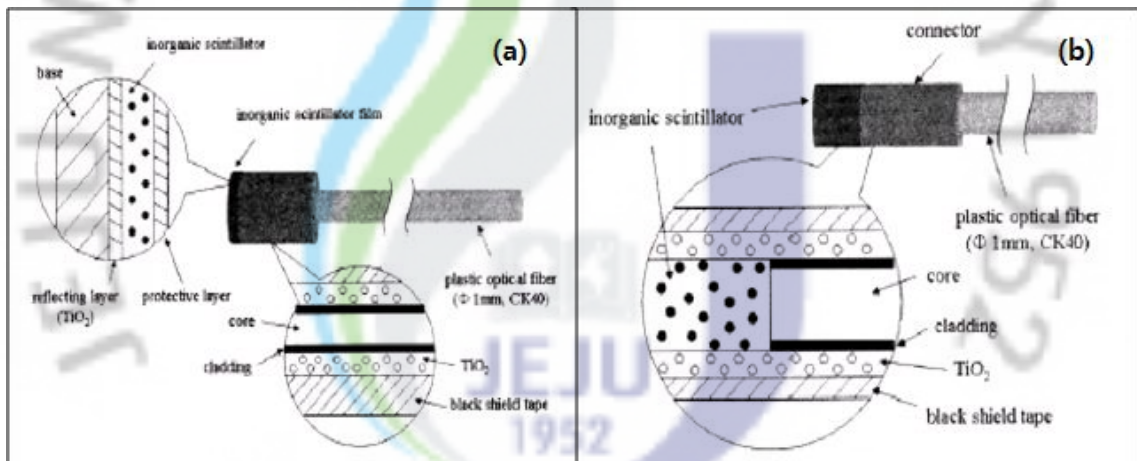 (a)
inorganic scintillator
base
inorganic scintillator film
reflecting layer
(TiO₂)
protective layer
plastic optical fiber
(Φ 1mm, CK40)
core
cladding
TiO₂
black shield tape
(b)
connector
inorganic scintillator
plastic optical fiber
(Φ 1mm, CK40)
core
cladding
TiO₂
black shield tape
JEJU
1952